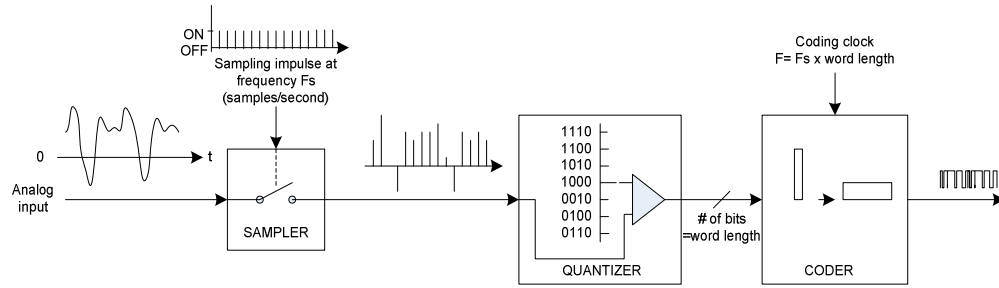 ON
OFF
Sampling impulse at
frequency Fs
(samples/second)
Coding clock
F= Fs x word length
0
t
Analog
input
SAMPLER
1110
1100
1010
1000
0010
0100
0110
QUANTIZER
# of bits
=word length
CODER